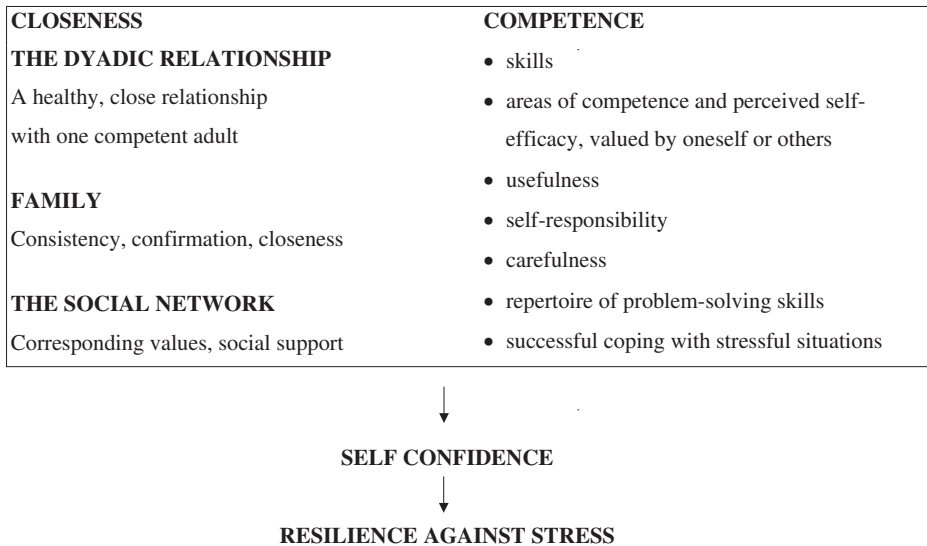 CLOSENESS
THE DYADIC RELATIONSHIP
A healthy, close relationship
with one competent adult
FAMILY
Consistency, confirmation, closeness
THE SOCIAL NETWORK
Corresponding values, social support
COMPETENCE
• skills
• areas of competence and perceived self-
efficacy, valued by oneself or others
• usefulness
• self-responsibility
• carefulness
• repertoire of problem-solving skills
• successful coping with stressful situations
SELF CONFIDENCE
RESILIENCE AGAINST STRESS